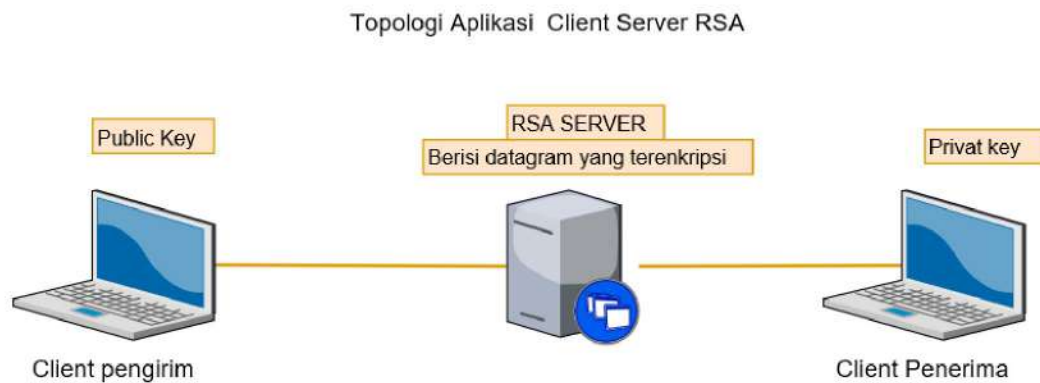 Topologi Aplikasi Client Server RSA
Public Key
RSA SERVER
Berisi datagram yang terenkripsi
Privat key
Client pengirim
Client Penerima